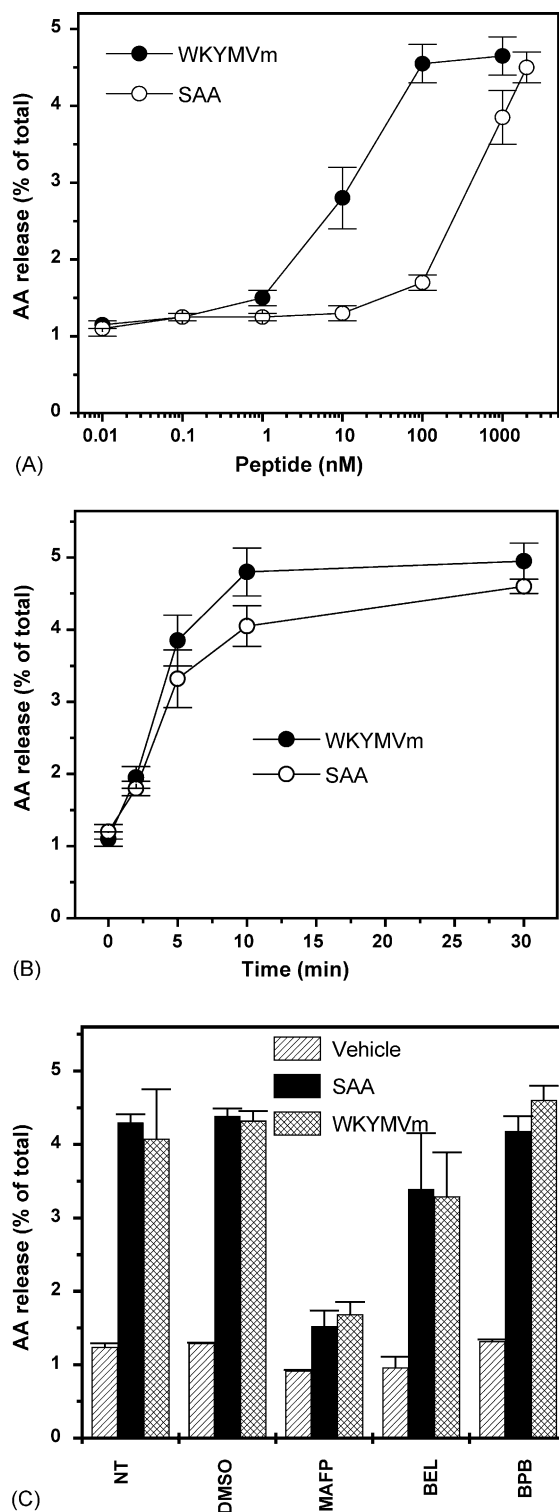 AA release (% of total)
5
4
3
2
1
0
WKYMVm
SAA
0.01 0.1 1 10 100 1000
Peptide (nM)
(A)
AA release (% of total)
5
4
3
2
1
0
WKYMVm
SAA
0 5 10 15 20 25 30
Time (min)
(B)
AA release (% of total)
5
4
3
2
1
0
Vehicle
SAA
WKYMVm
NT DMSO MAFP BEL BPB
(C)